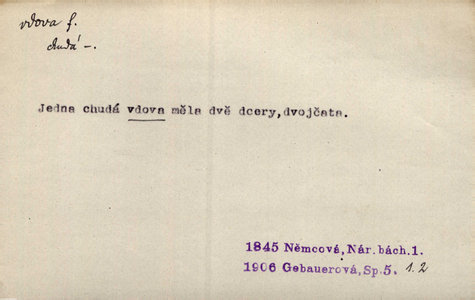 vdova f.
chudá –.
Jedna chudá vdova měla dvě dcery,dvojčata.
1845 Němcová,Nár.bách.1.
1906 Gebauerová,Sp.5. 1.2